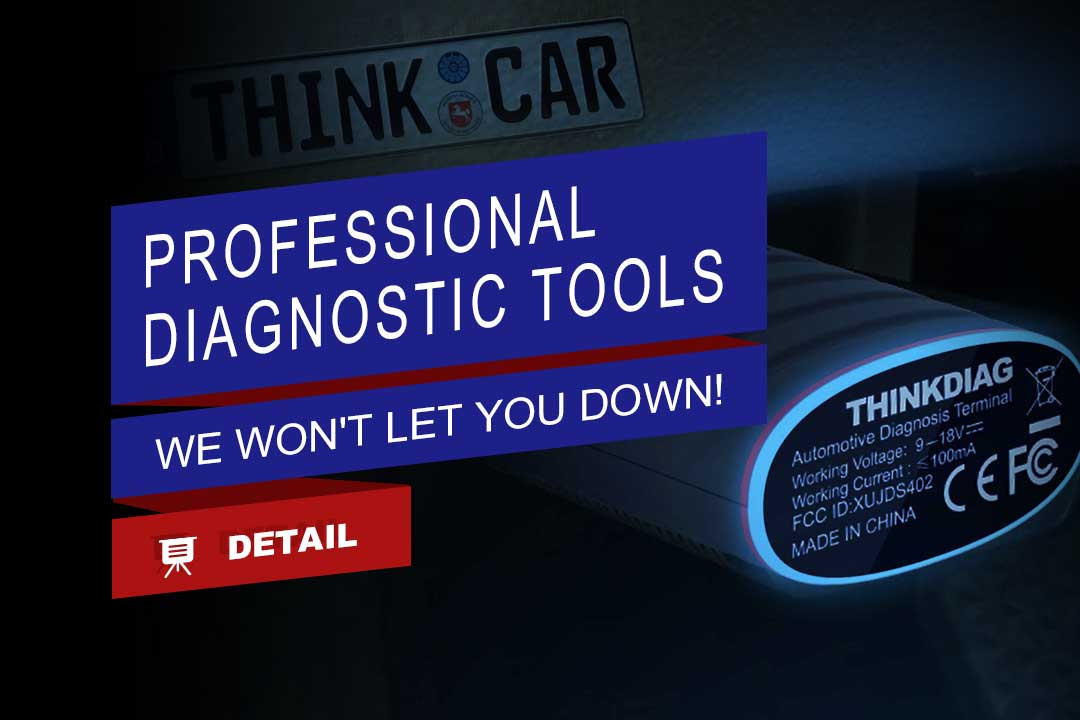 THINK CAR
PROFESSIONAL
DIAGNOSTIC TOOLS
WE WON'T LET YOU DOWN!
DETAIL
THINKDIAG
Automotive Diagnosis Terminal
Working Voltage: 9–18V⎓
Working Current : ≤100mA
FCC ID:XUJDS402
MADE IN CHINA
CE FC